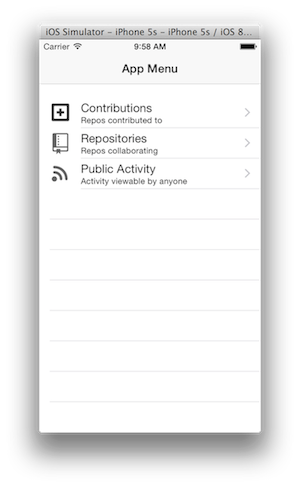 iOS Simulator - iPhone 5s - iPhone 5s / iOS 8...
Carrier 9:58 AM
App Menu
Contributions
Repos contributed to
Repositories
Repos collaborating
Public Activity
Activity viewable by anyone